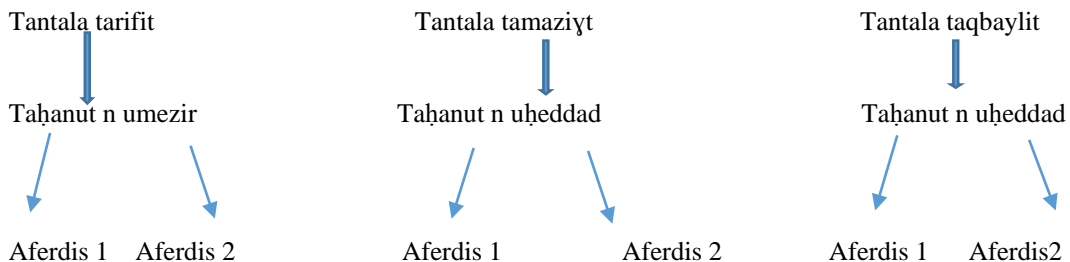 Tantala tarifit Tantala tamaziɣt Tantala taqbaylit
Taḥanut n umezir Taḥanut n uḥeddad Taḥanut n uḥeddad
Aferdis 1 Aferdis 2 Aferdis 1 Aferdis 2 Aferdis 1 Aferdis2